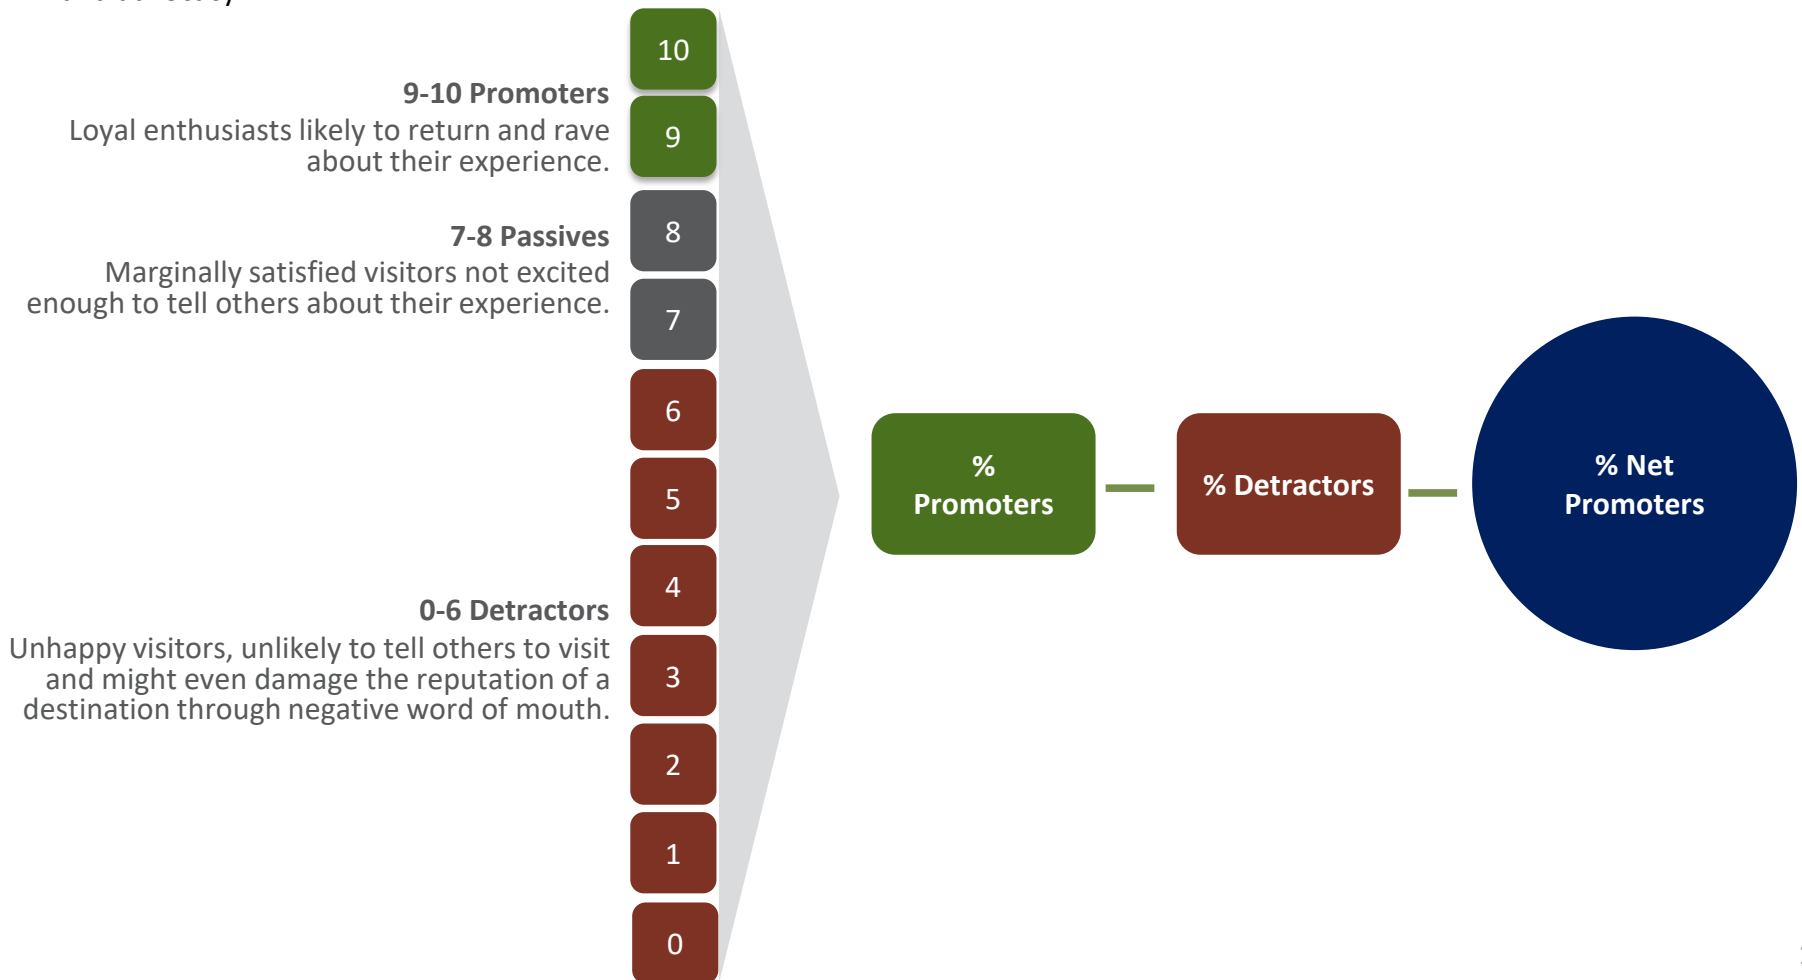 10
9-10 Promoters
Loyal enthusiasts likely to return and rave
about their experience.
9
8
7-8 Passives
Marginally satisfied visitors not excited
enough to tell others about their experience.
7
6
5
4
0-6 Detractors
Unhappy visitors, unlikely to tell others to visit
and might even damage the reputation of a
destination through negative word of mouth.
3
2
1
0
%
Promoters
—
% Detractors
—
% Net
Promoters